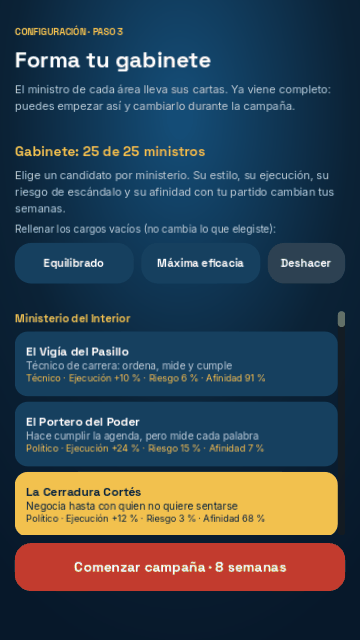 CONFIGURACIÓN · PASO 3
Forma tu gabinete
El ministro de cada área lleva sus cartas. Ya viene completo:
puedes empezar así y cambiarlo durante la campaña.
Gabinete: 25 de 25 ministros
Elige un candidato por ministerio. Su estilo, su ejecución, su
riesgo de escándalo y su afinidad con tu partido cambian tus
semanas.
Rellenar los cargos vacíos (no cambia lo que elegiste):
Equilibrado
Máxima eficacia
Deshacer
Ministerio del Interior
El Vigía del Pasillo
Técnico de carrera: ordena, mide y cumple
Técnico · Ejecución +10 % · Riesgo 6 % · Afinidad 91 %
El Portero del Poder
Hace cumplir la agenda, pero mide cada palabra
Político · Ejecución +24 % · Riesgo 15 % · Afinidad 7 %
La Cerradura Cortés
Negocia hasta con quien no quiere sentarse
Político · Ejecución +12 % · Riesgo 3 % · Afinidad 68 %
Comenzar campaña · 8 semanas